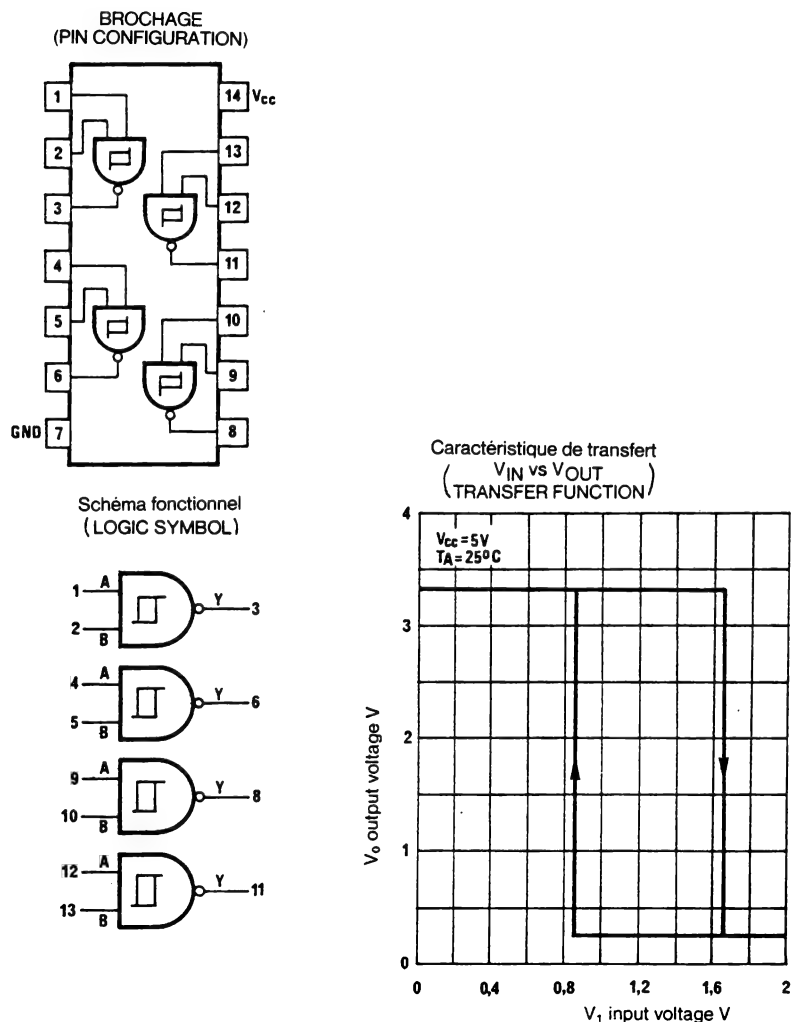 BROCHAGE
(PIN CONFIGURATION)
1
14 Vcc
2
13
3
12
4
11
5
10
6
9
GND 7
8
Schéma fonctionnel
(LOGIC SYMBOL)
1 A
2 B
Y 3
4 A
5 B
Y 6
9 A
10 B
Y 8
12 A
13 B
Y 11
Caractéristique de transfert
(VIN vs VOUT
TRANSFER FUNCTION)
Vcc=5V
TA=25°C
4
3
2
1
0
Vo output voltage V
0 0,4 0,8 1,2 1,6 2
V1 input voltage V